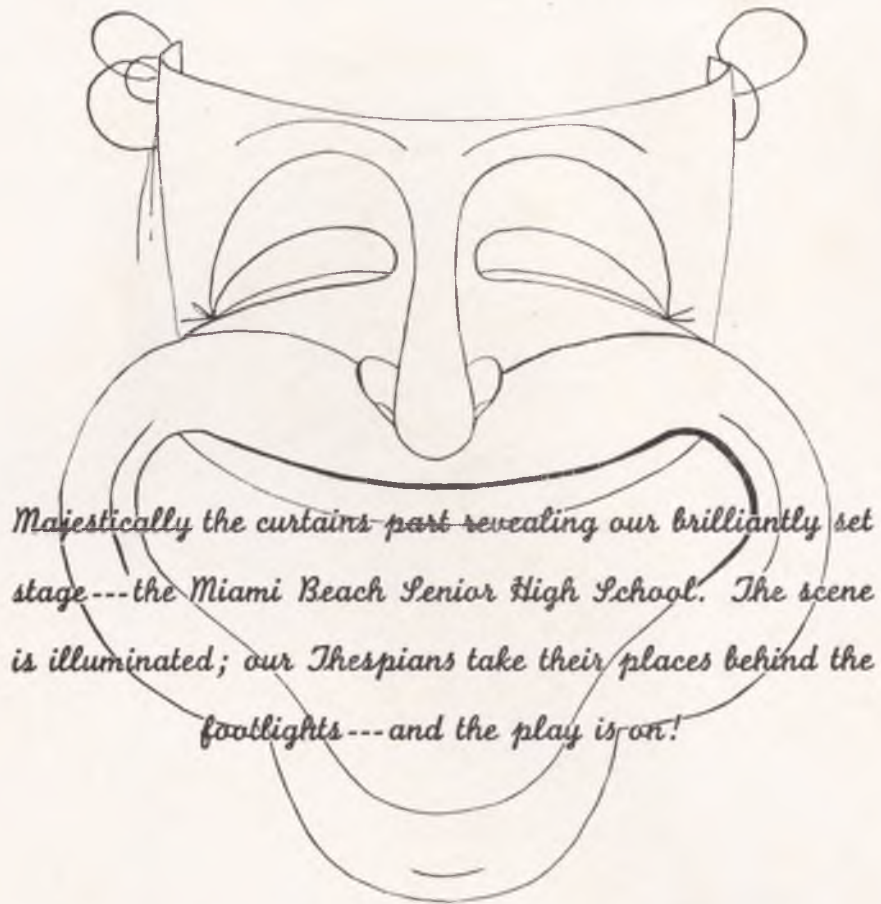 Majestically the curtains part revealing our brilliantly set
stage---the Miami Beach Senior High School. The scene
is illuminated; our Thespians take their places behind the
footlights---and the play is on!